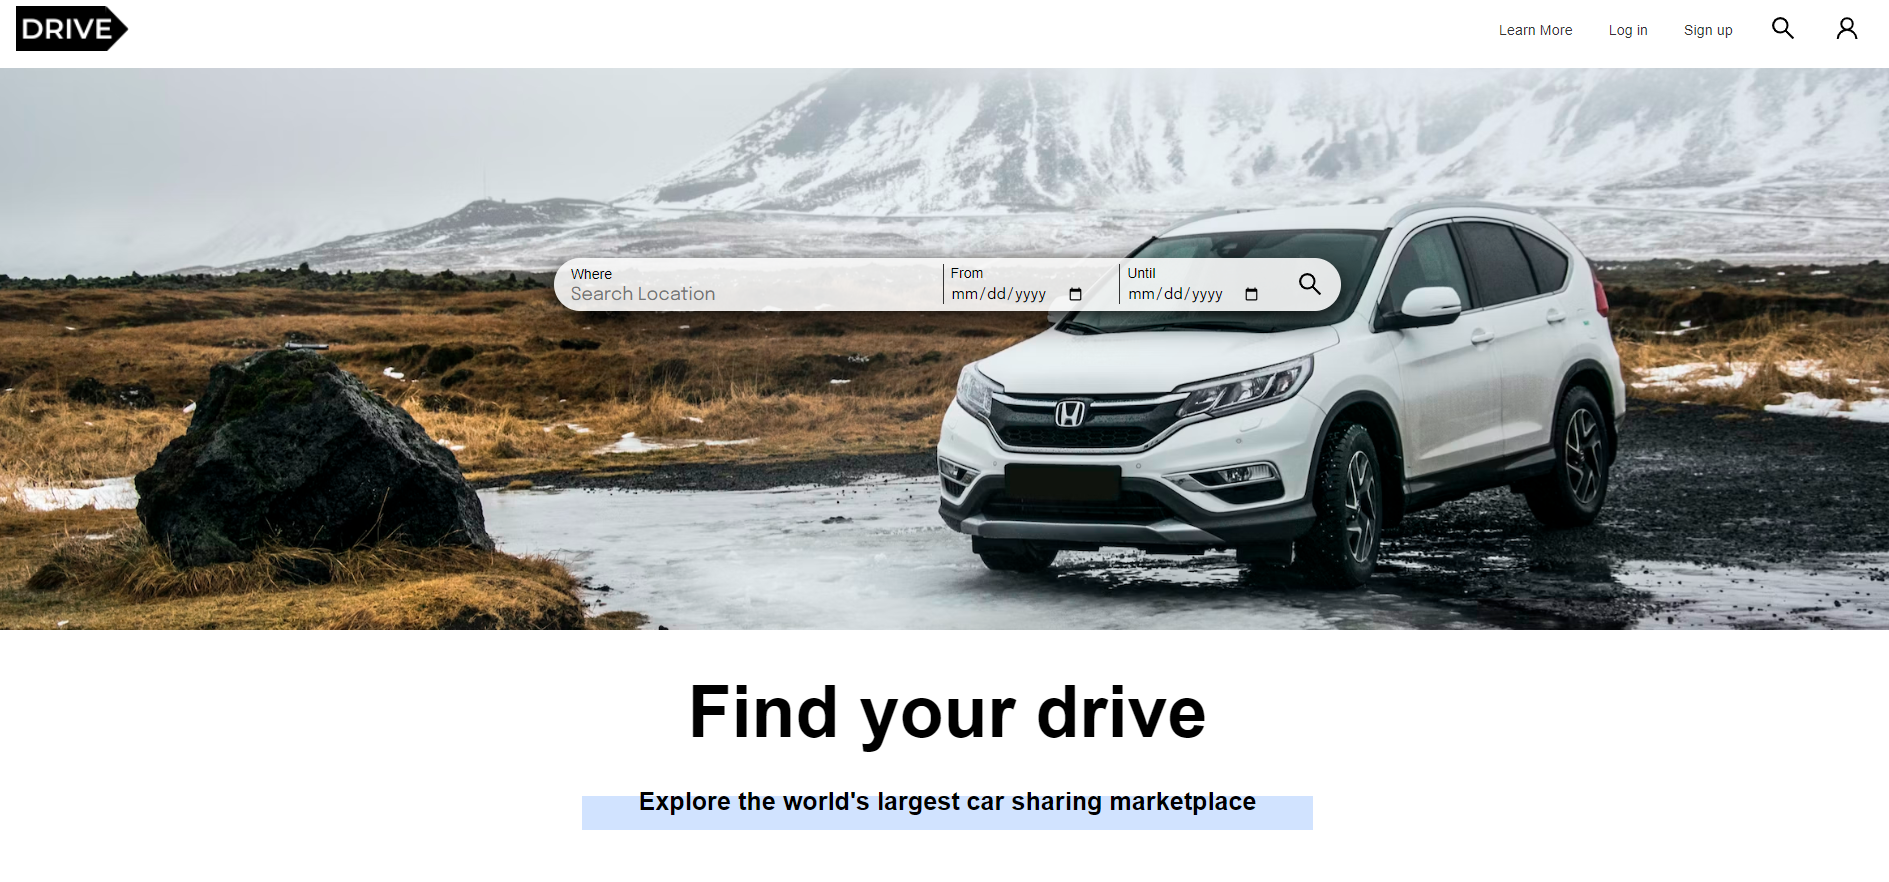 DRIVE
Learn More Log in Sign up
Where
Search Location
From
mm/dd/yyyy
Until
mm/dd/yyyy
Find your drive
Explore the world's largest car sharing marketplace